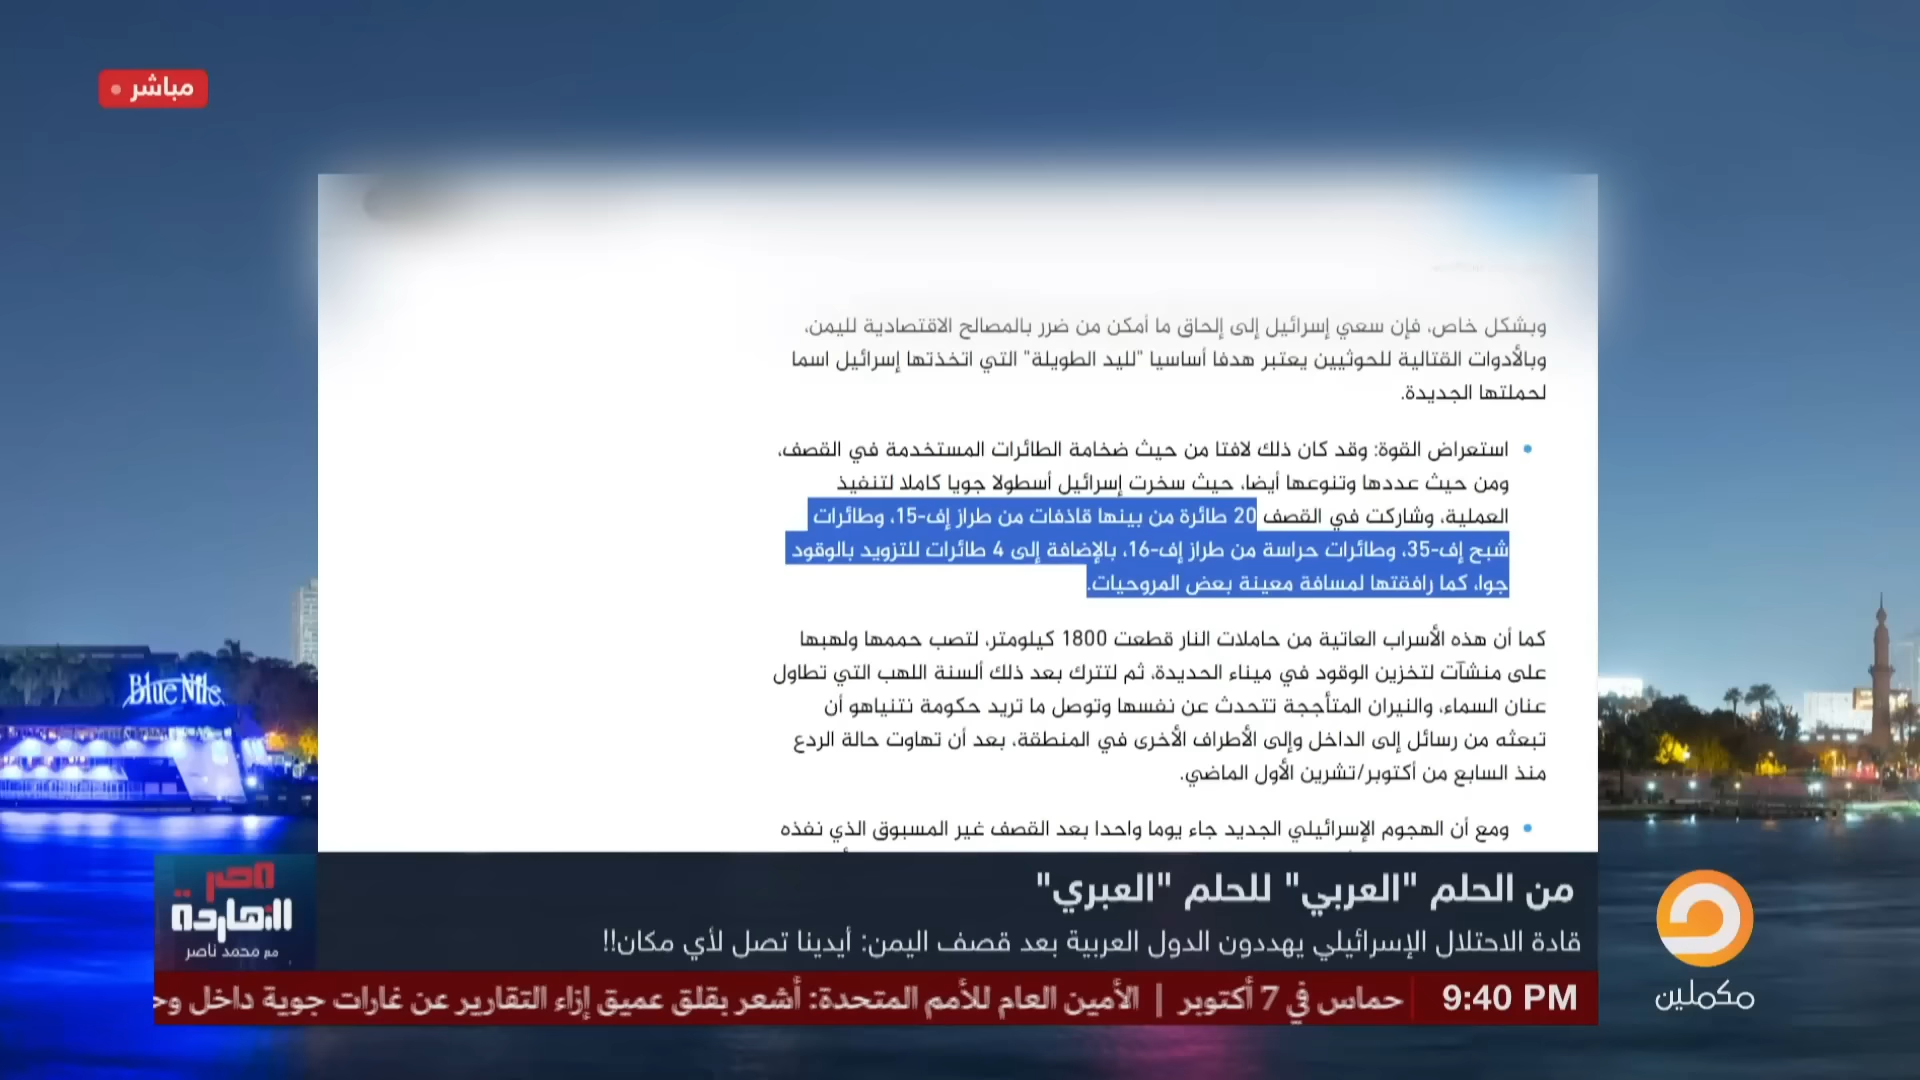 مباشر
وبشكل خاص، فإن سعي إسرائيل إلى إلحاق ما أمكن من ضرر بالمصالح الاقتصادية لليمن،
وبالأدوات القتالية للحوثيين يعتبر هدفا أساسيا "لليد الطويلة" التي اتخذتها إسرائيل اسما
لحملتها الجديدة.
• استعراض القوة: وقد كان ذلك لافتا من حيث ضخامة الطائرات المستخدمة في القصف،
ومن حيث عددها وتنوعها أيضا، حيث سخرت إسرائيل أسطولا جويا كاملا لتنفيذ
العملية، وشاركت في القصف 20 طائرة من بينها قاذفات من طراز إف-15، وطائرات
شبح إف-35، وطائرات حراسة من طراز إف-16، بالإضافة إلى 4 طائرات للتزويد بالوقود
جوا، كما رافقتها لمسافة معينة بعض المروحيات.
كما أن هذه الأسراب العاتية من حاملات النار قطعت 1800 كيلومتر، لتصب حممها ولهبها
على منشآت لتخزين الوقود في ميناء الحديدة، ثم لتترك بعد ذلك ألسنة اللهب التي تطاول
عنان السماء، والنيران المتأججة تتحدث عن نفسها وتوصل ما تريد حكومة نتنياهو أن
تبعثه من رسائل إلى الداخل وإلى الأطراف الأخرى في المنطقة، بعد أن تهاوت حالة الردع
منذ السابع من أكتوبر/تشرين الأول الماضي.
• ومع أن الهجوم الإسرائيلي الجديد جاء يوما واحدا بعد القصف غير المسبوق الذي نفذه
Blue Nile
مصر
النهاردة
مع محمد ناصر
من الحلم "العربي" للحلم "العبري"
قادة الاحتلال الإسرائيلي يهددون الدول العربية بعد قصف اليمن: أيدينا تصل لأي مكان!!
9:40 PM
حماس في 7 أكتوبر | الأمين العام للأمم المتحدة: أشعر بقلق عميق إزاء التقارير عن غارات جوية داخل
مكملين